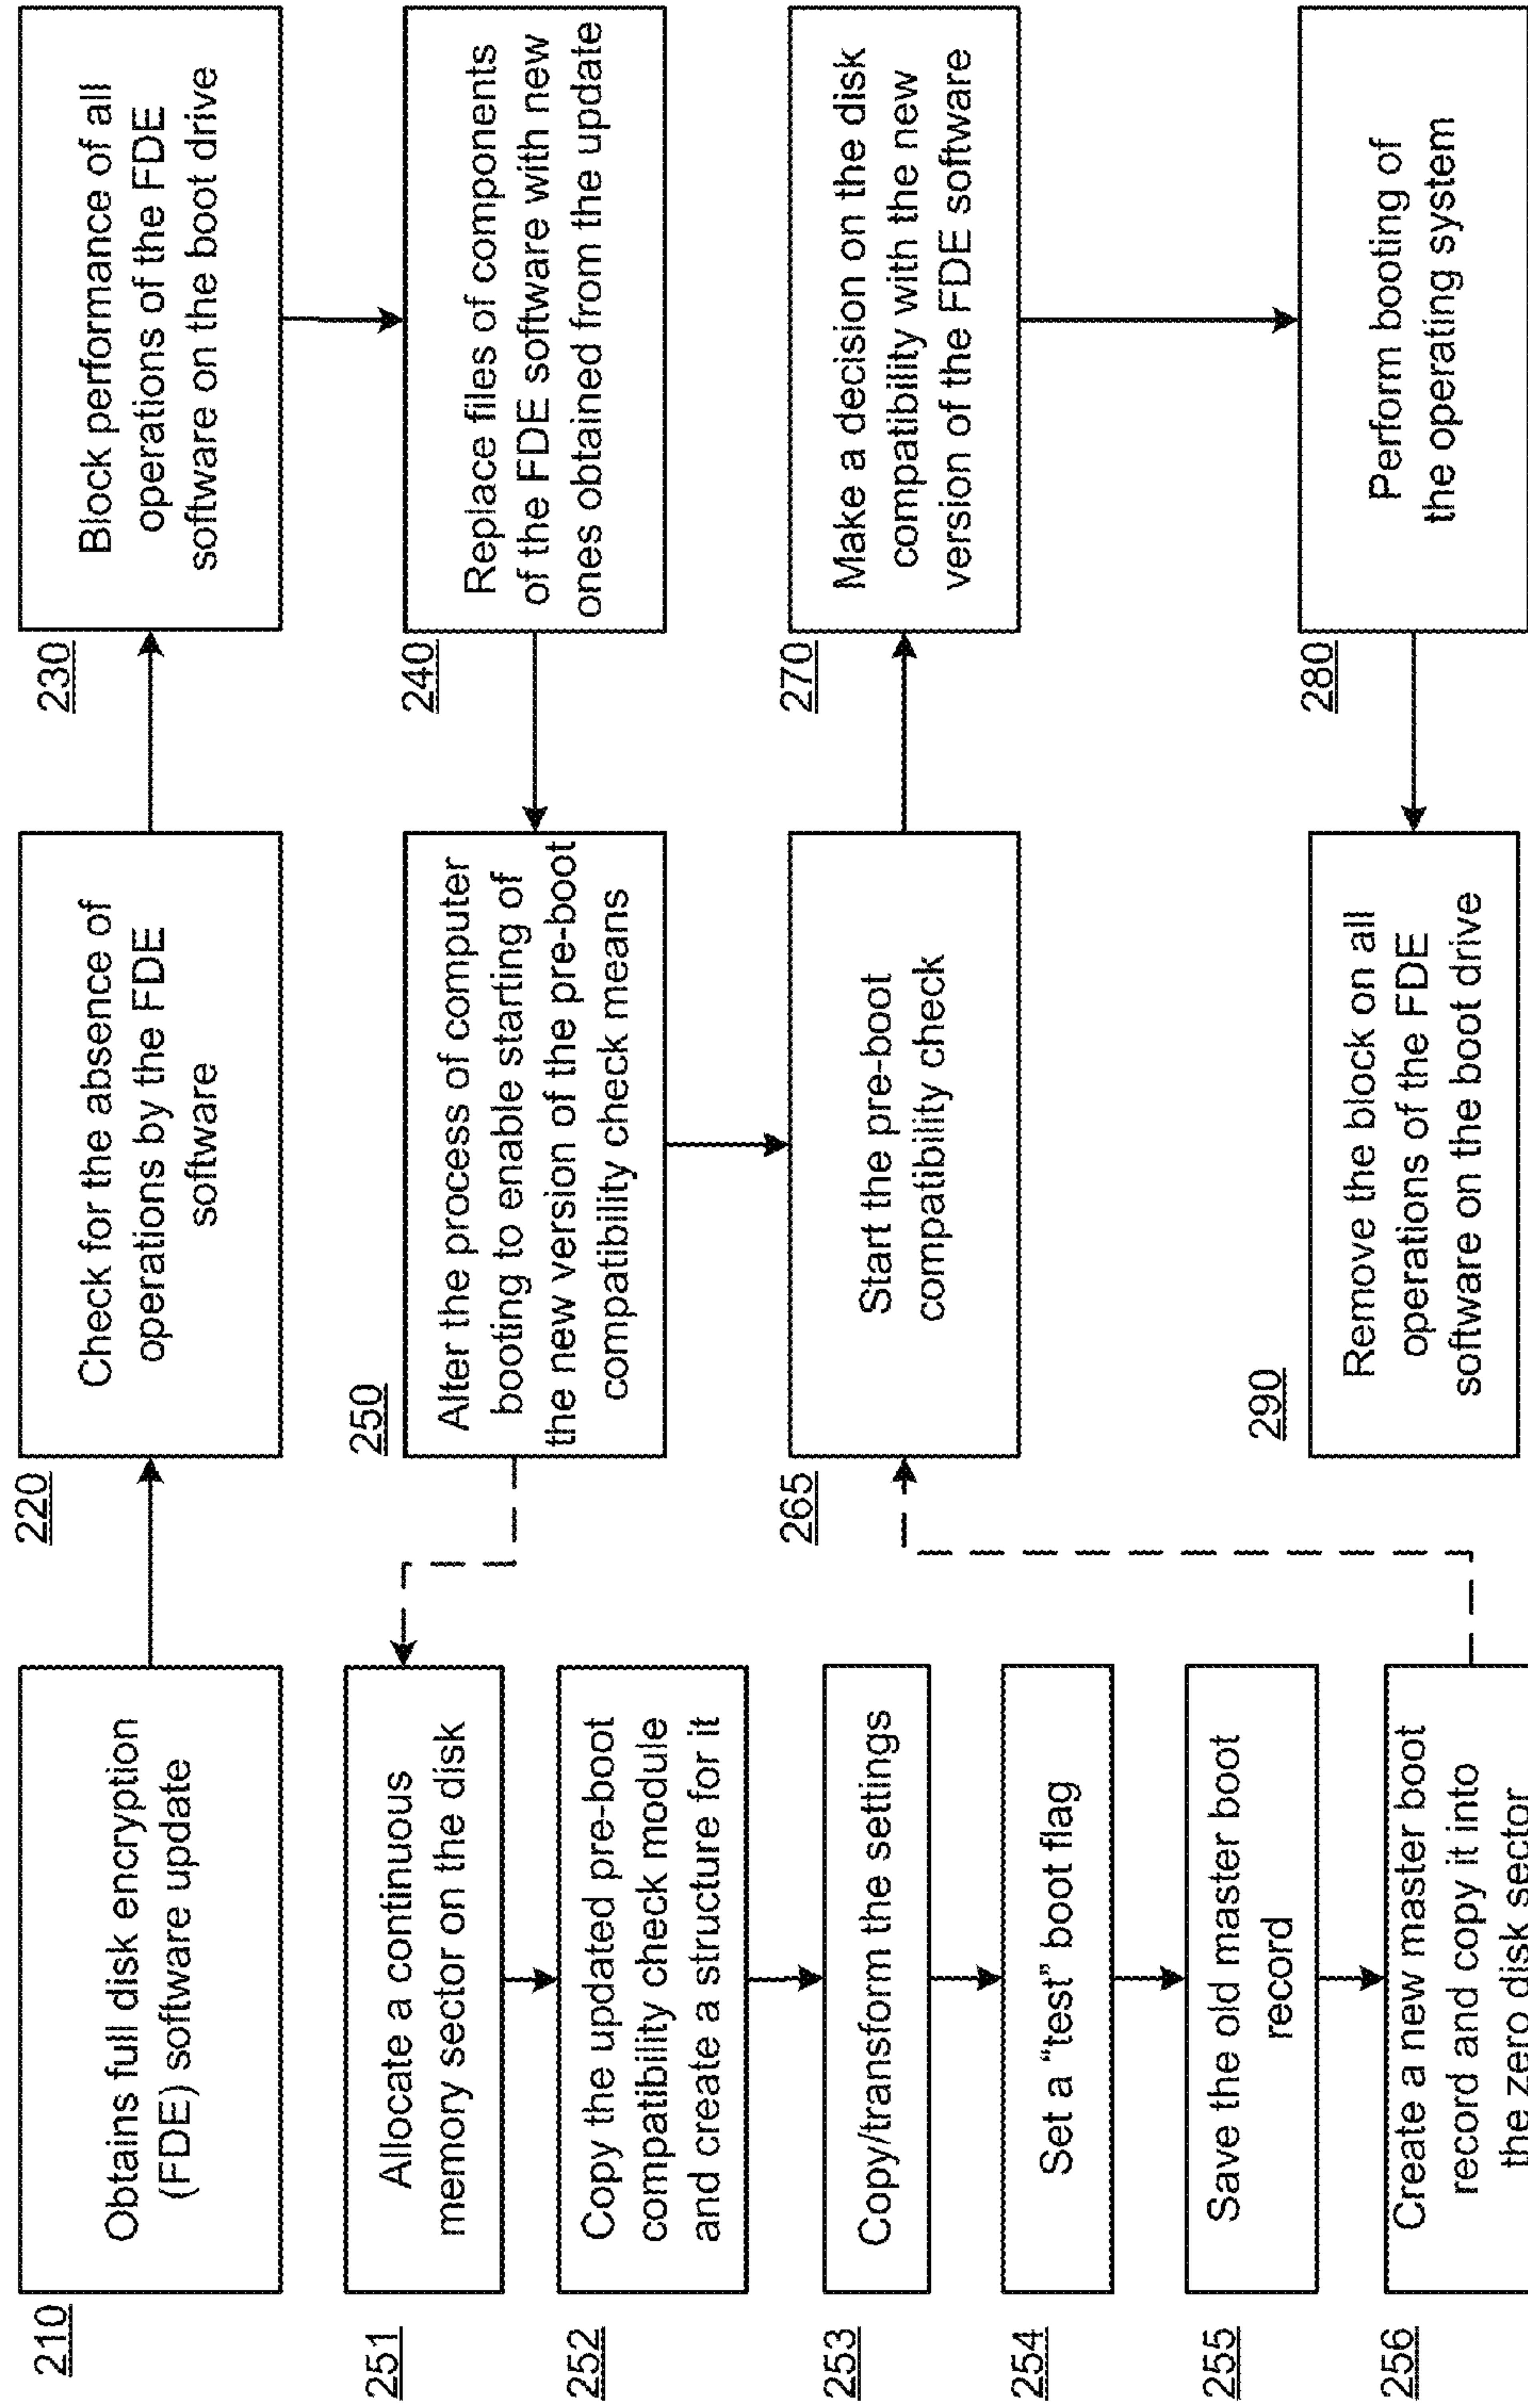 210
Obtains full disk encryption
(FDE) software update
220
Check for the absence of
operations by the FDE
software
230
Block performance of all
operations of the FDE
software on the boot drive
240
Replace files of components
of the FDE software with new
ones obtained from the update
250
Alter the process of computer
booting to enable starting of
the new version of the pre-boot
compatibility check means
251
Allocate a continuous
memory sector on the disk
252
Copy the updated pre-boot
compatibility check module
and create a structure for it
253
Copy/transform the settings
254
Set a “test” boot flag
255
Save the old master boot
record
256
Create a new master boot
record and copy it into
the zero disk sector
265
Start the pre-boot
compatibility check
270
Make a decision on the disk
compatibility with the new
version of the FDE software
280
Perform booting of
the operating system
290
Remove the block on all
operations of the FDE
software on the boot drive